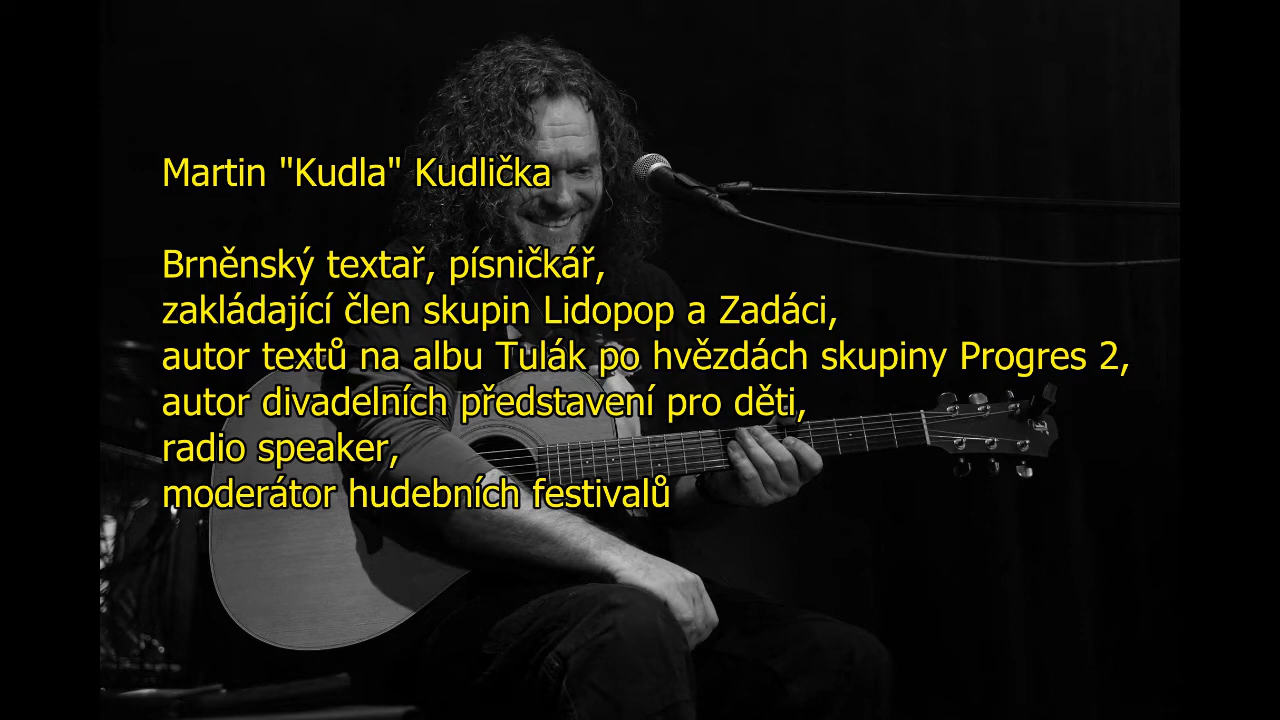 Martin "Kudla" Kudlička
Brněnský textař, písničkář,
zakládající člen skupin Lidopop a Zadáci,
autor textů na albu Tulák po hvězdách skupiny Progres 2,
autor divadelních představení pro děti,
radio speaker,
moderátor hudebních festivalů